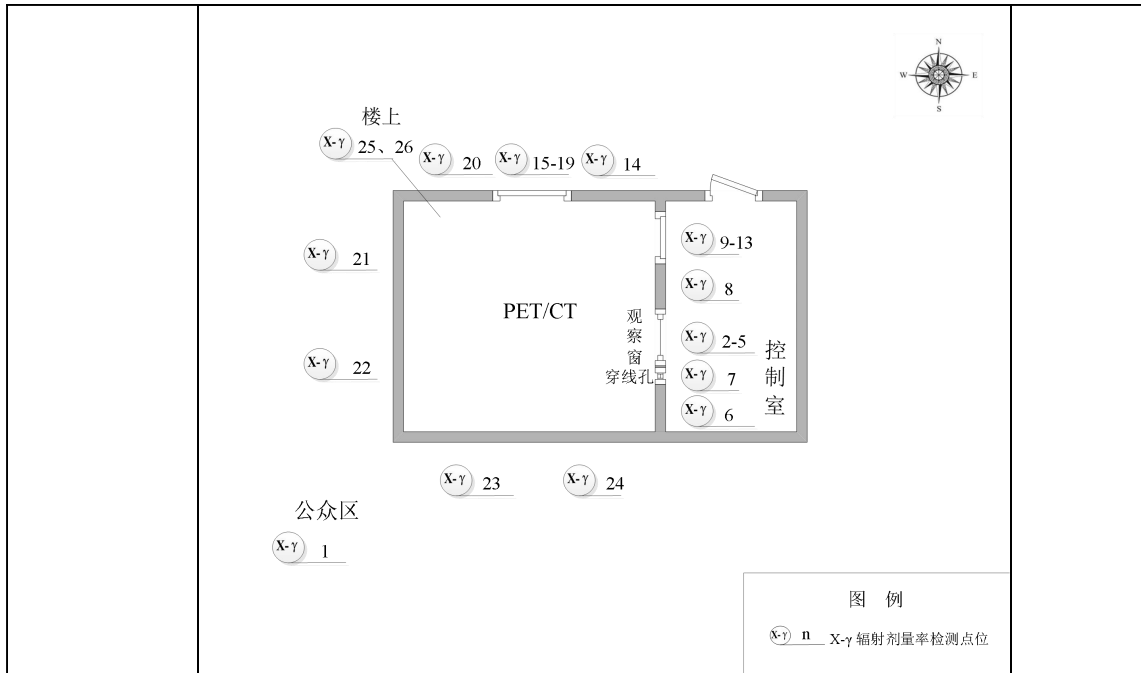 N
W
E
S
楼上
X-γ 25、26
X-γ 20
X-γ 15-19
X-γ 14
X-γ 21
X-γ 9-13
X-γ 8
PET/CT
观察窗
X-γ 2-5
控制室
X-γ 22
穿线孔
X-γ 7
X-γ 6
X-γ 23
X-γ 24
公众区
X-γ 1
图 例
X-γ n X-γ 辐射剂量率检测点位